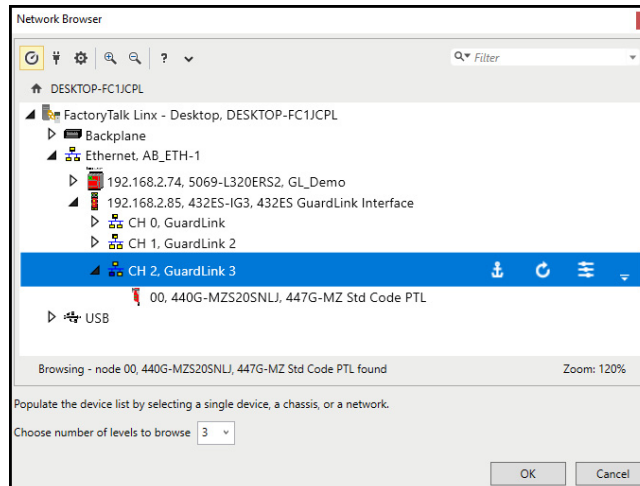 Network Browser
? 
Filter
DESKTOP-FC1JCPL
FactoryTalk Linx - Desktop, DESKTOP-FC1JCPL
Backplane
Ethernet, AB_ETH-1
192.168.2.74, 5069-L320ERS2, GL_Demo
192.168.2.85, 432ES-IG3, 432ES GuardLink Interface
CH 0, GuardLink
CH 1, GuardLink 2
CH 2, GuardLink 3
00, 440G-MZS20SNLJ, 447G-MZ Std Code PTL
USB
Browsing - node 00, 440G-MZS20SNLJ, 447G-MZ Std Code PTL found Zoom: 120%
Populate the device list by selecting a single device, a chassis, or a network.
Choose number of levels to browse 3
OK Cancel